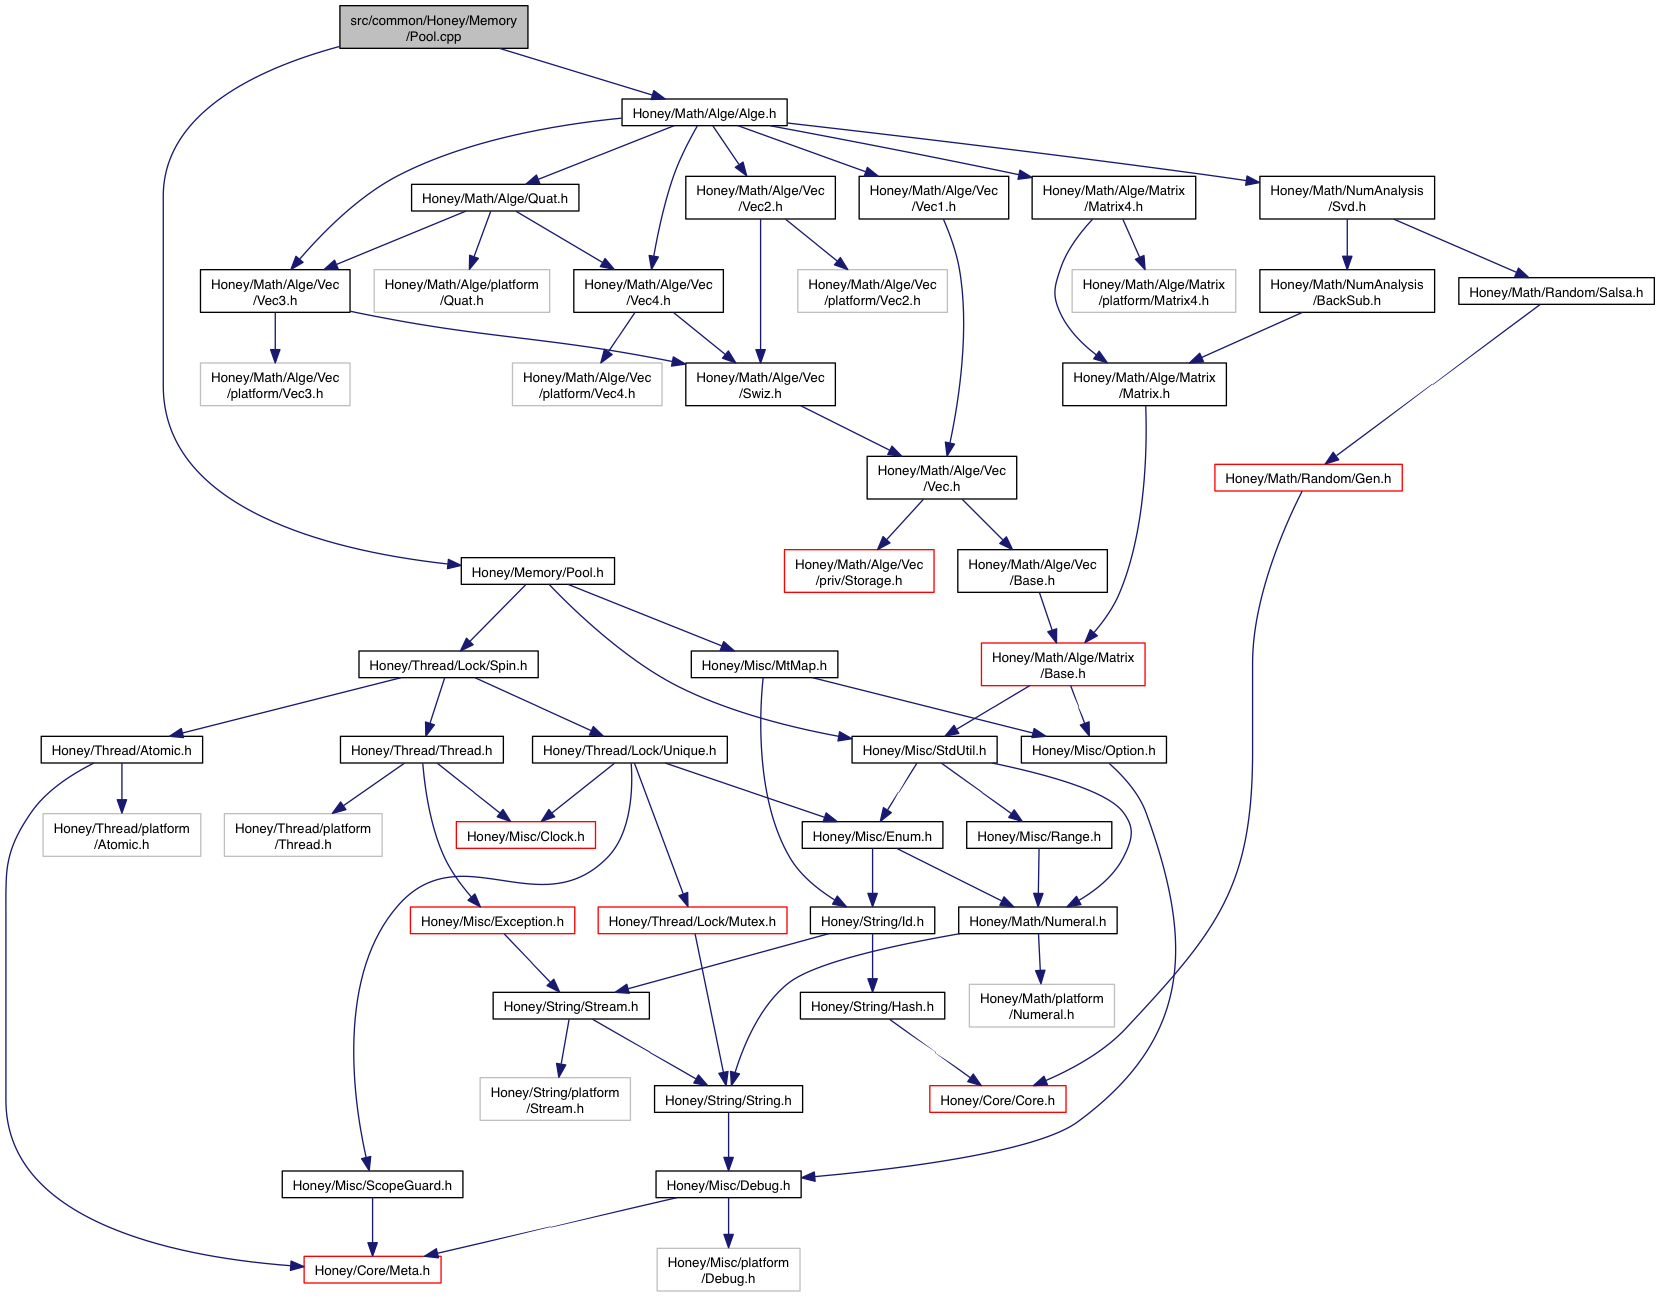 src/common/Honey/Memory
/Pool.cpp
Honey/Math/Alge/Alge.h
Honey/Math/Alge/Quat.h
Honey/Math/Alge/Vec
/Vec2.h
Honey/Math/Alge/Vec
/Vec1.h
Honey/Math/Alge/Matrix
/Matrix4.h
Honey/Math/NumAnalysis
/Svd.h
Honey/Math/Alge/Vec
/Vec3.h
Honey/Math/Alge/platform
/Quat.h
Honey/Math/Alge/Vec
/Vec4.h
Honey/Math/Alge/Vec
/platform/Vec2.h
Honey/Math/Alge/Matrix
/platform/Matrix4.h
Honey/Math/NumAnalysis
/BackSub.h
Honey/Math/Random/Salsa.h
Honey/Math/Alge/Vec
/platform/Vec3.h
Honey/Math/Alge/Vec
/platform/Vec4.h
Honey/Math/Alge/Vec
/Swiz.h
Honey/Math/Alge/Matrix
/Matrix.h
Honey/Math/Alge/Vec
/Vec.h
Honey/Math/Random/Gen.h
Honey/Memory/Pool.h
Honey/Math/Alge/Vec
/priv/Storage.h
Honey/Math/Alge/Vec
/Base.h
Honey/Thread/Lock/Spin.h
Honey/Misc/MtMap.h
Honey/Math/Alge/Matrix
/Base.h
Honey/Thread/Atomic.h
Honey/Thread/Thread.h
Honey/Thread/Lock/Unique.h
Honey/Misc/StdUtil.h
Honey/Misc/Option.h
Honey/Thread/platform
/Atomic.h
Honey/Thread/platform
/Thread.h
Honey/Misc/Clock.h
Honey/Misc/Enum.h
Honey/Misc/Range.h
Honey/Misc/Exception.h
Honey/Thread/Lock/Mutex.h
Honey/String/Id.h
Honey/Math/Numeral.h
Honey/String/Stream.h
Honey/String/Hash.h
Honey/Math/platform
/Numeral.h
Honey/String/platform
/Stream.h
Honey/String/String.h
Honey/Core/Core.h
Honey/Misc/ScopeGuard.h
Honey/Misc/Debug.h
Honey/Core/Meta.h
Honey/Misc/platform
/Debug.h